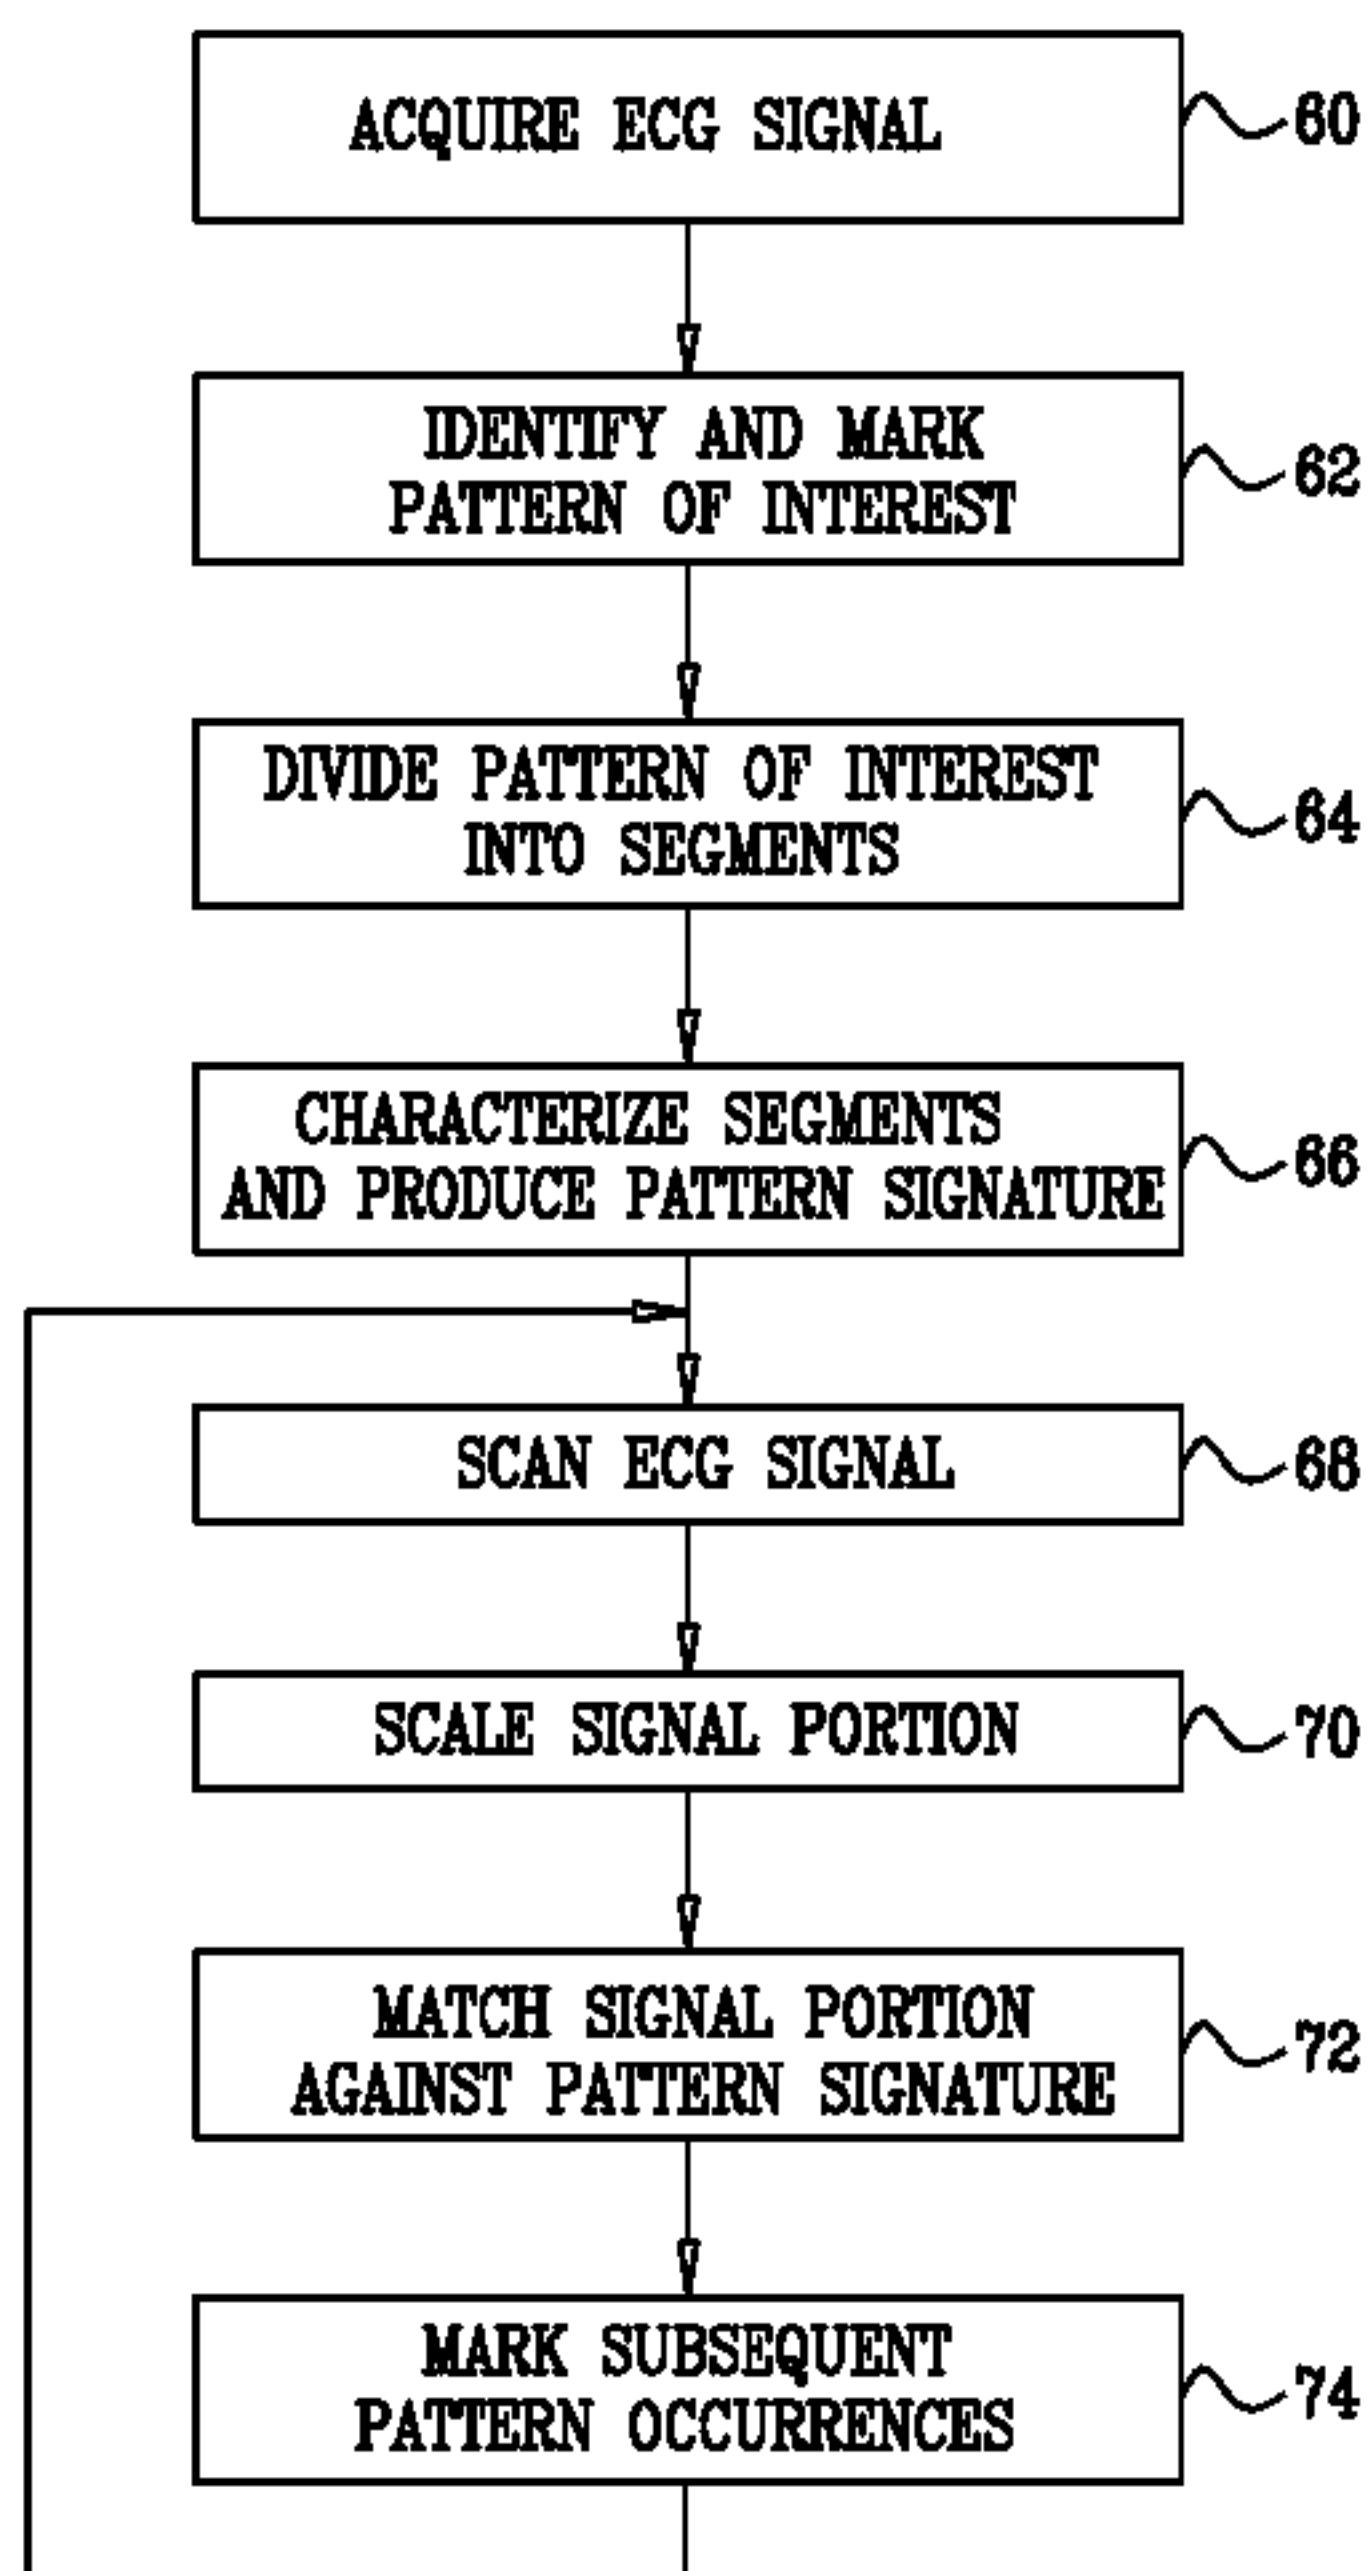 ACQUIRE ECG SIGNAL
60
IDENTIFY AND MARK
PATTERN OF INTEREST
62
DIVIDE PATTERN OF INTEREST
INTO SEGMENTS
64
CHARACTERIZE SEGMENTS
AND PRODUCE PATTERN SIGNATURE
66
SCAN ECG SIGNAL
68
SCALE SIGNAL PORTION
70
MATCH SIGNAL PORTION
AGAINST PATTERN SIGNATURE
72
MARK SUBSEQUENT
PATTERN OCCURRENCES
74